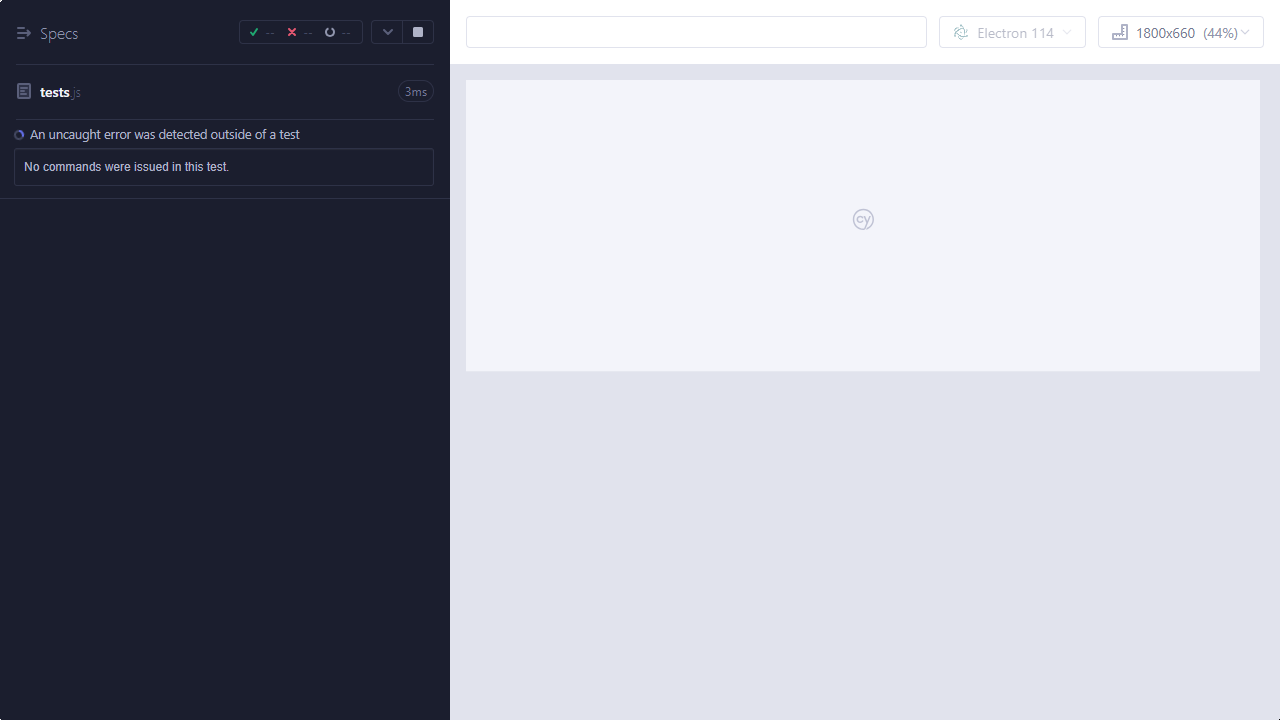 Specs
--
--
--
Electron 114
1800x660 (44%)
tests.js
3ms
An uncaught error was detected outside of a test
No commands were issued in this test.
cy